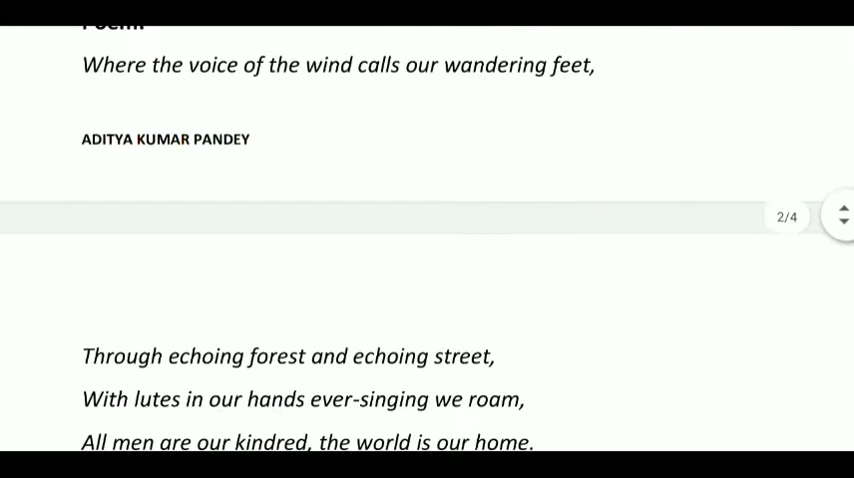 Poem:
Where the voice of the wind calls our wandering feet,
ADITYA KUMAR PANDEY
2/4
Through echoing forest and echoing street,
With lutes in our hands ever-singing we roam,
All men are our kindred, the world is our home.